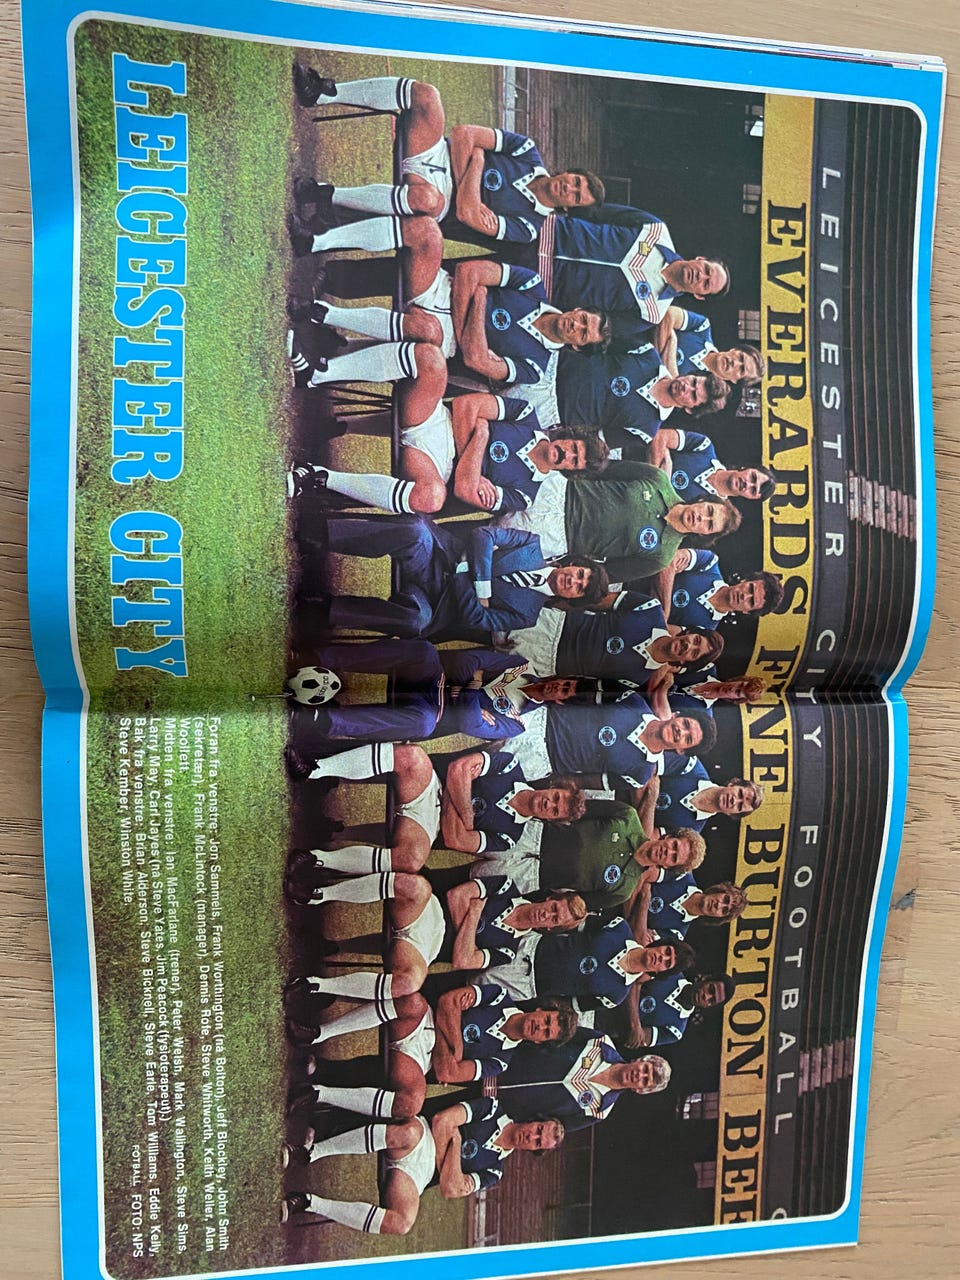 LEICESTER CITY FOOTBALL C
EVERARDS FINE BURTON BEE
LEICESTER CITY
Foran fra venstre: Jon Sammels, Frank Worthington (nå Bolton), Jeff Blockley, John Smith
(sekretær), Frank McLintock (manager), Dennis Rofe, Steve Whitworth, Keith Weller, Alan
Woollett.
Midten fra venstre: Ian MacFarlane (trener), Peter Welsh, Mark Wallington, Steve Sims,
Larry May, Carl Jayes (nå Steve Yates, Jim Peacock (fysioterapeut).)
Bak fra venstre: Brian Alderson, Steve Bicknell, Steve Earle, Tom Williams, Eddie Kelly,
Steve Kember, Winston White.
FOTBALL FOTO: NPS